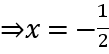 ⇒x = −1/2